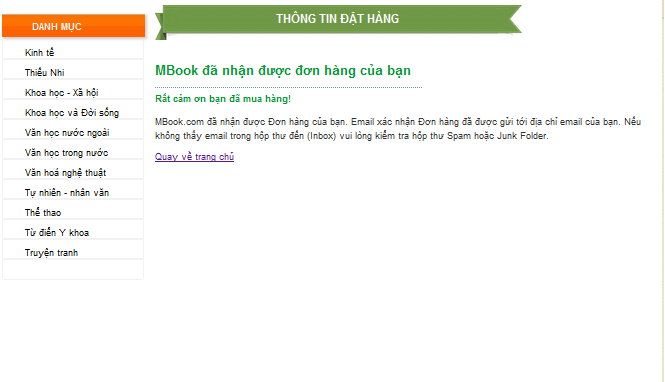 DANH MỤC
Kinh tế
Thiếu Nhi
Khoa học - Xã hội
Khoa học và Đời sống
Văn học nước ngoài
Văn học trong nước
Văn hoá nghệ thuật
Tự nhiên - nhân văn
Thể thao
Từ điển Y khoa
Truyện tranh
THÔNG TIN ĐẶT HÀNG
MBook đã nhận được đơn hàng của bạn
Rất cảm ơn bạn đã mua hàng!
MBook.com đã nhận được Đơn hàng của bạn. Email xác nhận Đơn hàng đã được gửi tới địa chỉ email của bạn. Nếu
không thấy email trong hộp thư đến (Inbox) vui lòng kiểm tra hộp thư Spam hoặc Junk Folder.
Quay về trang chủ